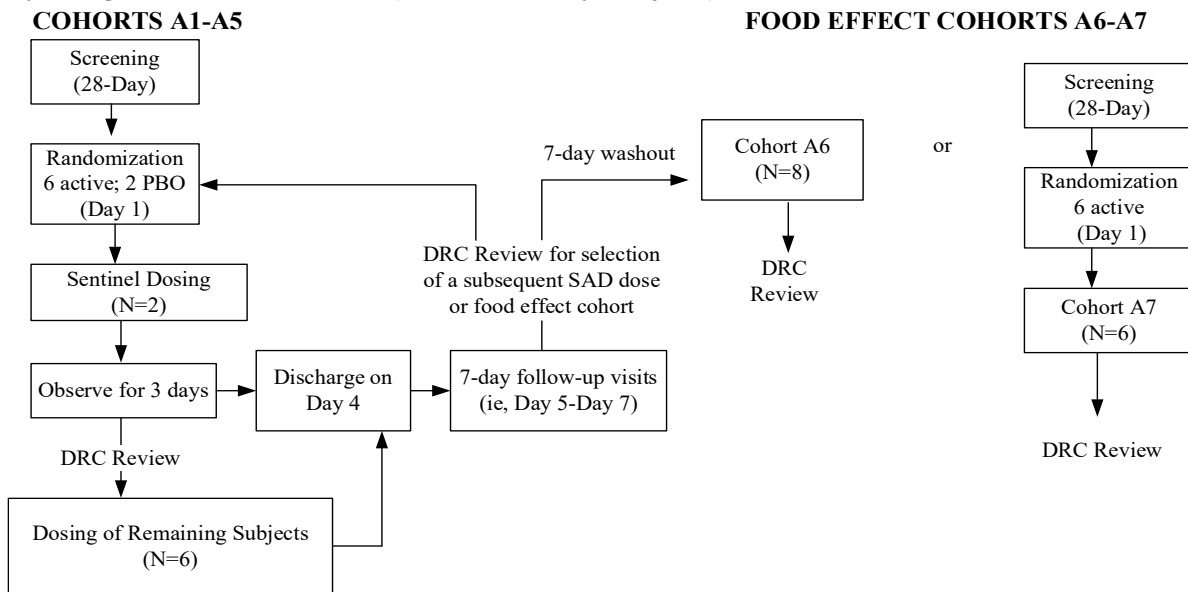 COHORTS A1-A5
Screening
(28-Day)
Randomization
6 active; 2 PBO
(Day 1)
Sentinel Dosing
(N=2)
Observe for 3 days
DRC Review
Dosing of Remaining Subjects
(N=6)
Discharge on
Day 4
7-day follow-up visits
(ie, Day 5-Day 7)
DRC Review for selection
of a subsequent SAD dose
or food effect cohort
7-day washout
FOOD EFFECT COHORTS A6-A7
Cohort A6
(N=8)
DRC
Review
or
Screening
(28-Day)
Randomization
6 active
(Day 1)
Cohort A7
(N=6)
DRC Review